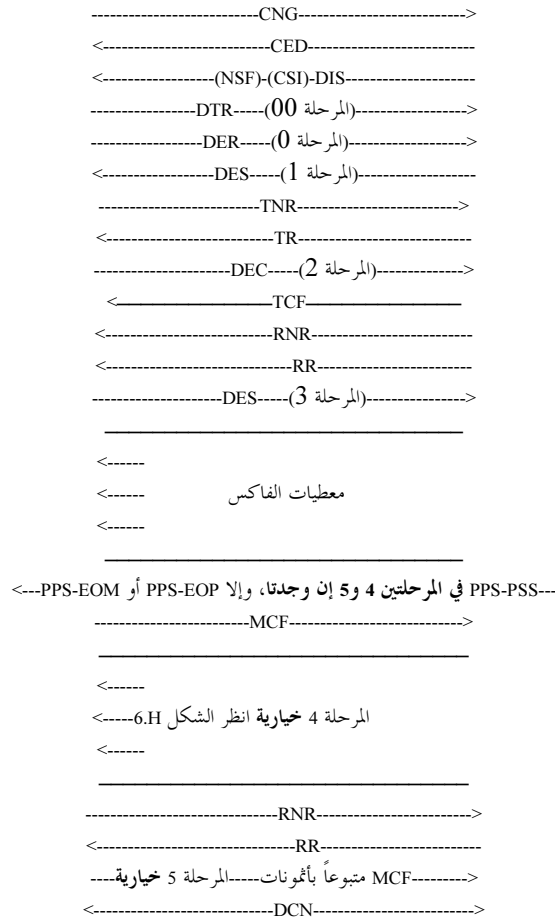 ---------------------------CNG--------------------------->
<---------------------------CED---------------------------
<------------------(NSF)-(CSI)-DIS---------------------
-----------------DTR-----(المرحلة 00)------------------>
-----------------DER-----(المرحلة 0)------------------->
<------------------DES-----(المرحلة 1)-------------------
--------------------------TNR-------------------------->
<---------------------------TR----------------------------
----------------------DEC-----(المرحلة 2)-------------->
<ـــــــــــــــــــTCFـــــــــــــــــــ
<---------------------------RNR--------------------------
<------------------------------RR-------------------------
---------------------DES-----(المرحلة 3)---------------->
<------
<------ معطيات الفاكس
<------
---PPS-PSS في المرحلتين 4 و5 إن وجدتا، وإلا PPS-EOP أو PPS-EOM--->
-------------------------MCF---------------------------->
<------
المرحلة 4 خيارية انظر الشكل 6.H----->
<------
-------------------------------RNR------------------------->
<--------------------------------RR--------------------------
<---------MCF متبوعاً بأثمونات-----المرحلة 5 خيارية----
<----------------------------DCN-------------------------->